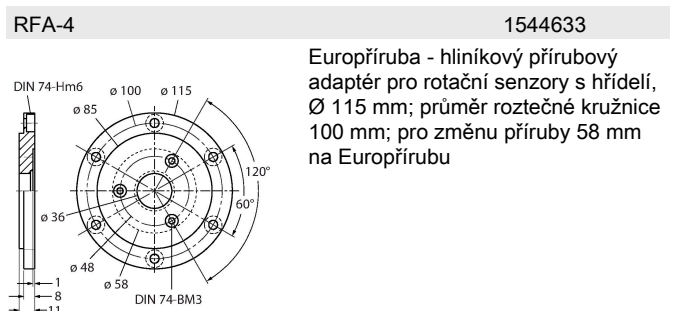 RFA-4 1544633
Europříruba - hliníkový přírubový
adaptér pro rotační senzory s hřídelí,
Ø 115 mm; průměr roztečné kružnice
100 mm; pro změnu příruby 58 mm
na Europřírubu
DIN 74-Hm6
ø 100
ø 115
ø 85
120°
60°
ø 36
ø 48
ø 58
DIN 74-BM3
1
8
11